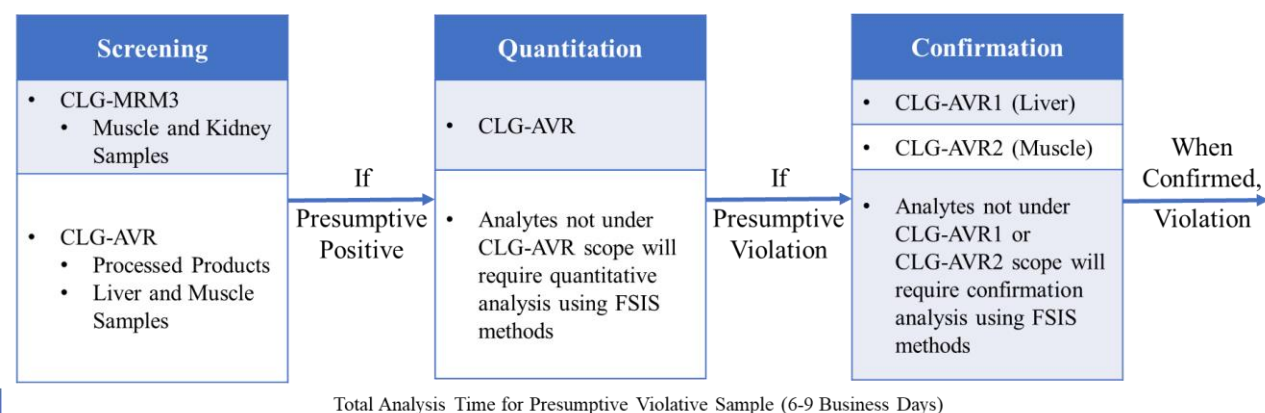 Screening
• CLG-MRM3
• Muscle and Kidney
Samples
• CLG-AVR
• Processed Products
• Liver and Muscle
Samples
If
Presumptive
Positive
Quantitation
• CLG-AVR
• Analytes not under
CLG-AVR scope will
require quantitative
analysis using FSIS
methods
If
Presumptive
Violation
Confirmation
• CLG-AVR1 (Liver)
• CLG-AVR2 (Muscle)
• Analytes not under
CLG-AVR1 or
CLG-AVR2 scope will
require confirmation
analysis using FSIS
methods
When
Confirmed,
Violation
Total Analysis Time for Presumptive Violative Sample (6-9 Business Days)